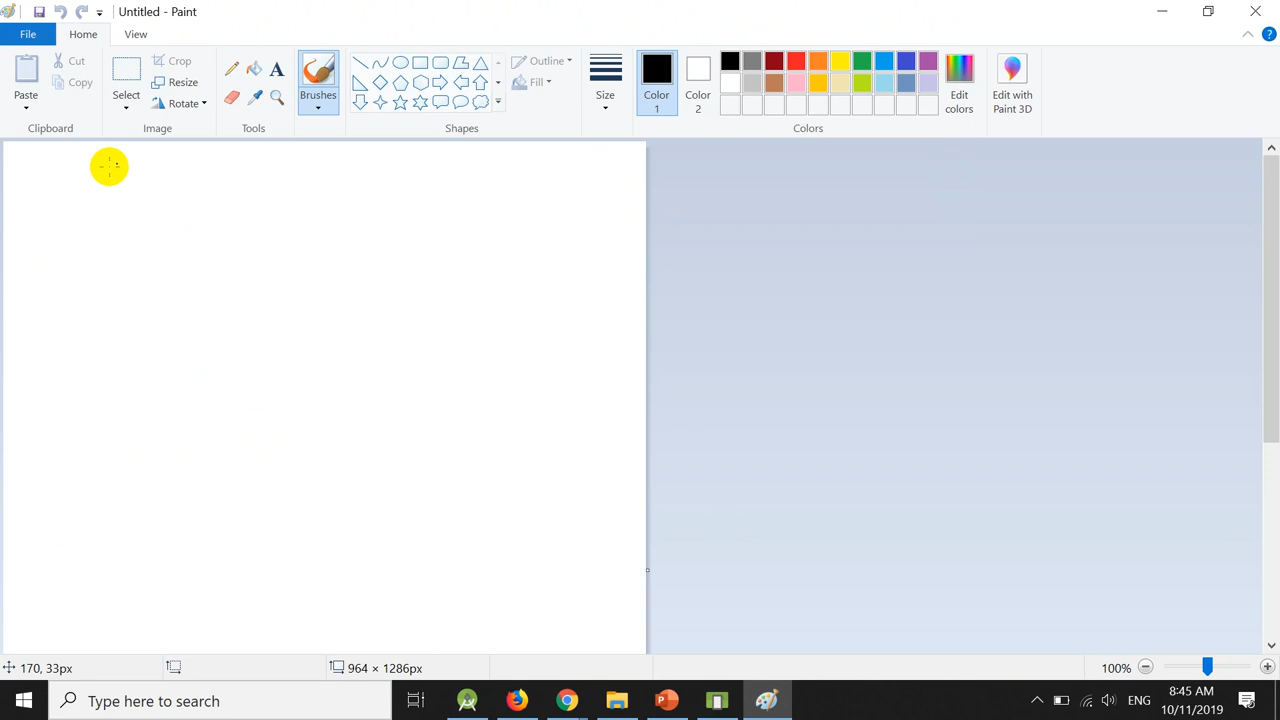 Untitled - Paint
File Home View
Paste
Cut
Copy
Clipboard
Select
Crop
Resize
Rotate
Image
A
Tools
Brushes
Outline
Fill
Shapes
Size
Color
1
Color
2
Edit
colors
Colors
Edit with
Paint 3D
170, 33px
964 × 1286px
100%
Type here to search
ENG
8:45 AM
10/11/2019